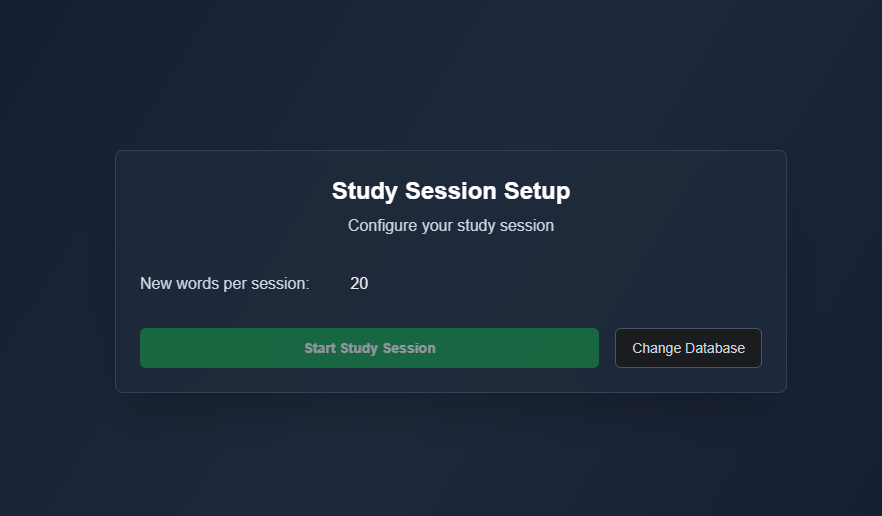 Study Session Setup
Configure your study session
New words per session: 20
Start Study Session
Change Database